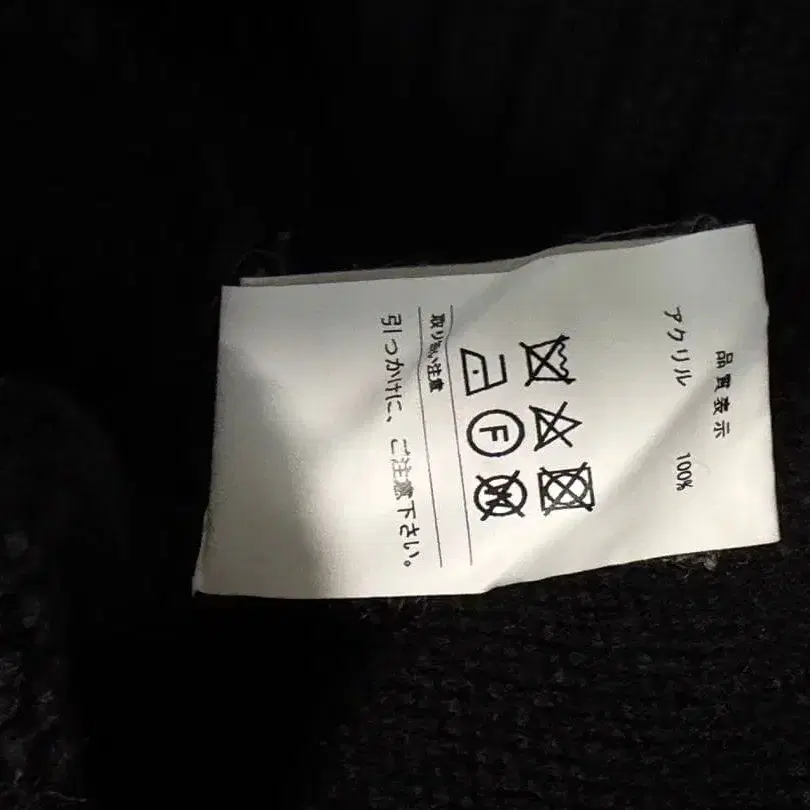 品質表示
アクリル 100%
F
W
取り扱い注意
引っかけに、ご注意下さい。